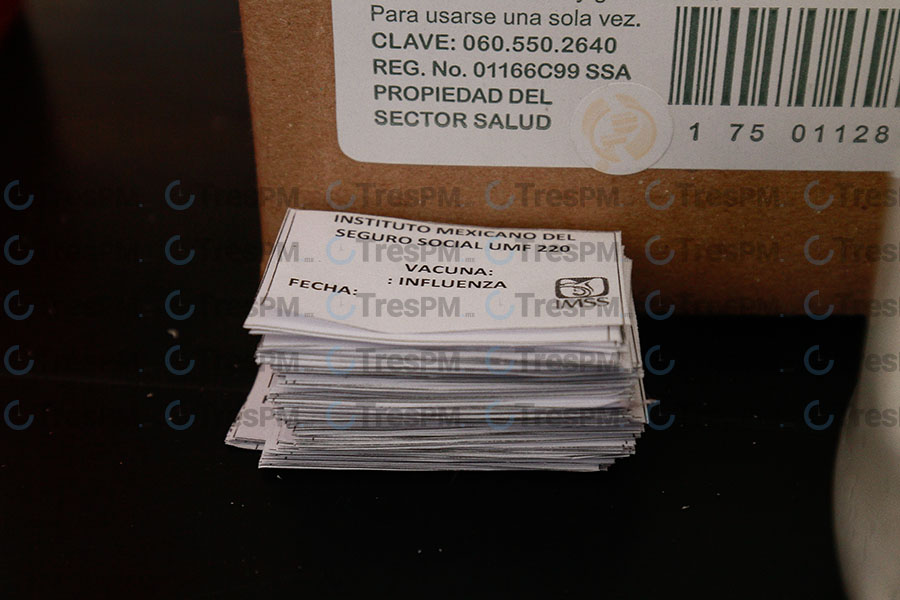 Para usarse una sola vez.
CLAVE: 060.550.2640
REG. No. 01166C99 SSA
PROPIEDAD DEL
SECTOR SALUD
1 75 01128
INSTITUTO MEXICANO DEL
SEGURO SOCIAL UMF 220
VACUNA:
: INFLUENZA
FECHA:
IMSS
TresPM